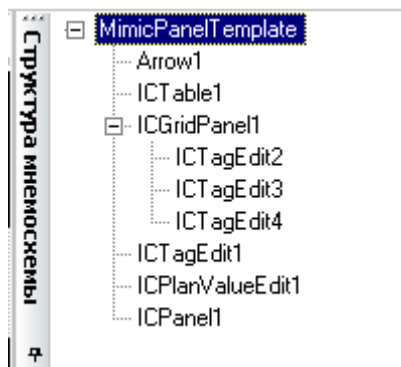 Структура мнемосхемы
MimicPanelTemplate
Arrow1
ICTable1
ICGridPanel1
ICTagEdit2
ICTagEdit3
ICTagEdit4
ICTagEdit1
ICPlanValueEdit1
ICPanel1